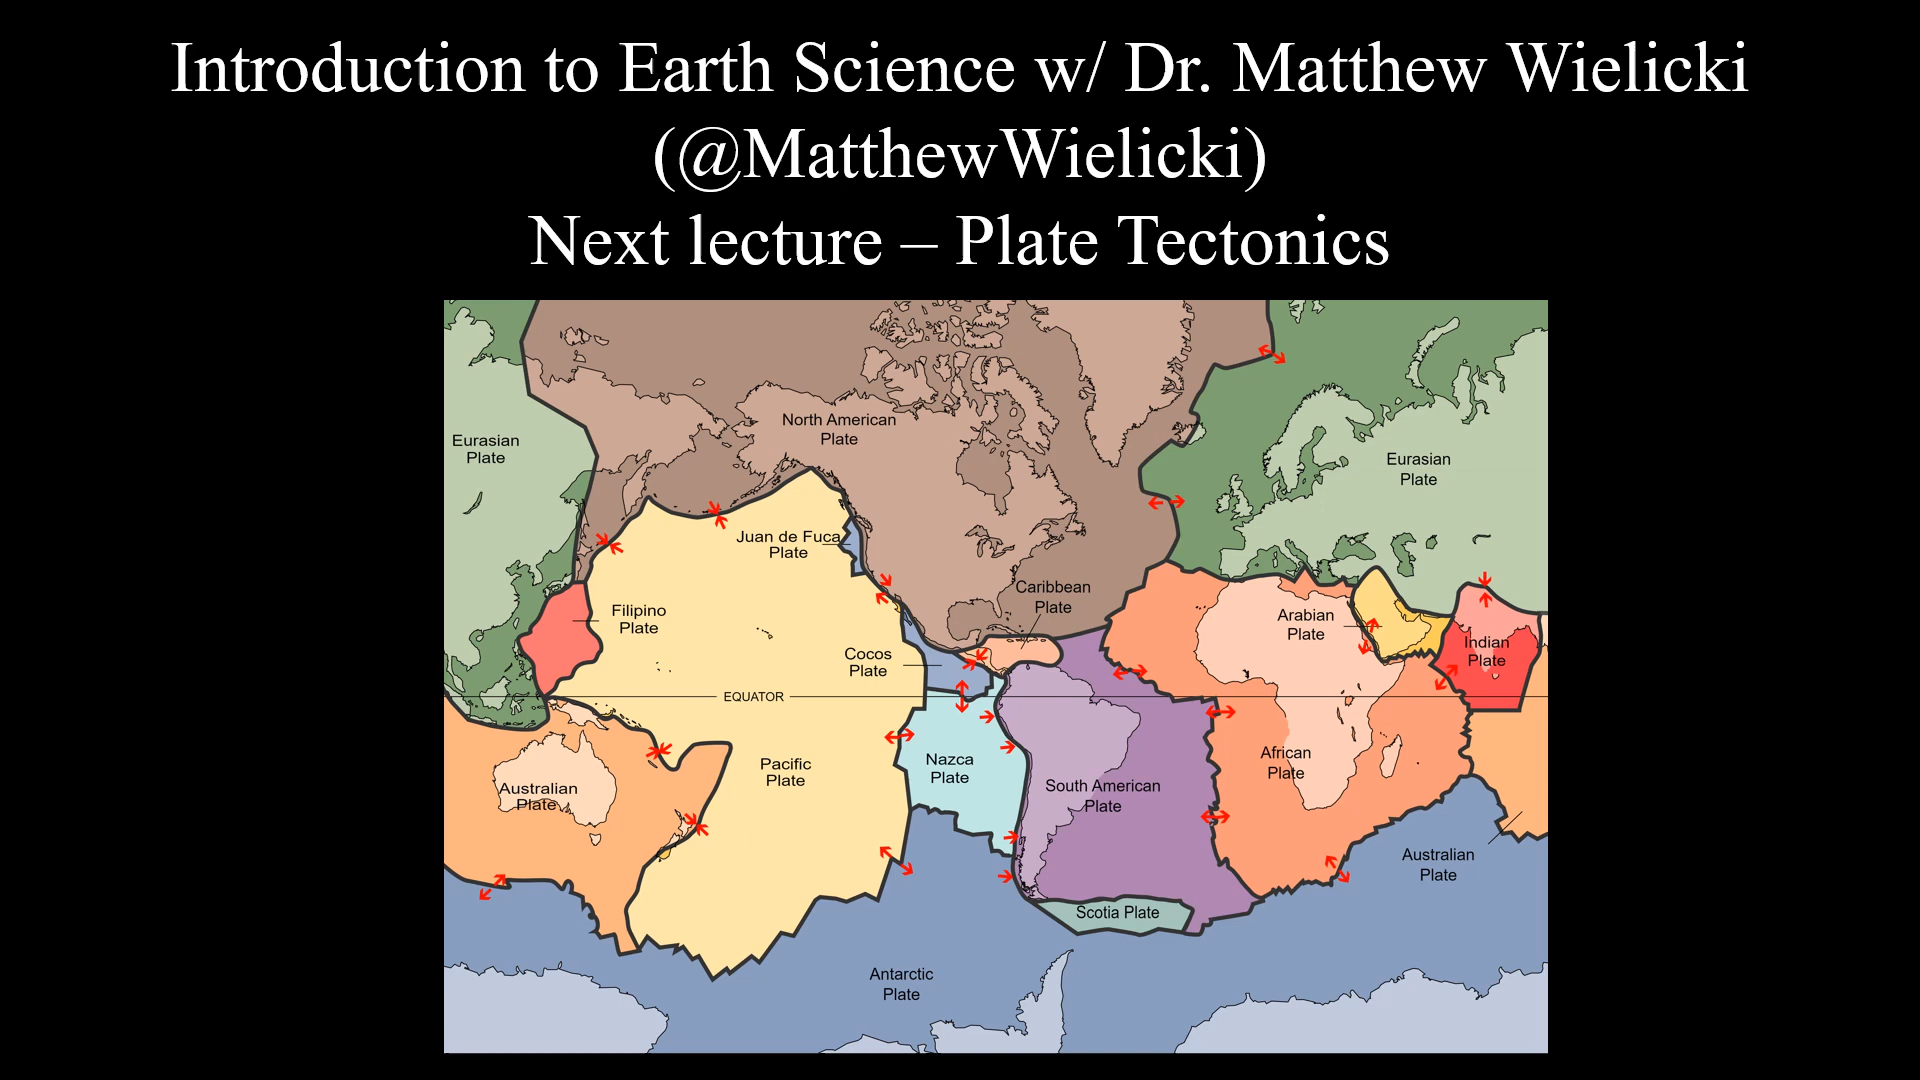 Introduction to Earth Science w/ Dr. Matthew Wielicki
(@MatthewWielicki)
Next lecture – Plate Tectonics
North American
Plate
Eurasian
Plate
Eurasian
Plate
Juan de Fuca
Plate
Caribbean
Plate
Filipino
Plate
Arabian
Plate
Indian
Plate
Cocos
Plate
EQUATOR
Nazca
Plate
African
Plate
Pacific
Plate
Australian
Plate
South American
Plate
Australian
Plate
Scotia Plate
Antarctic
Plate